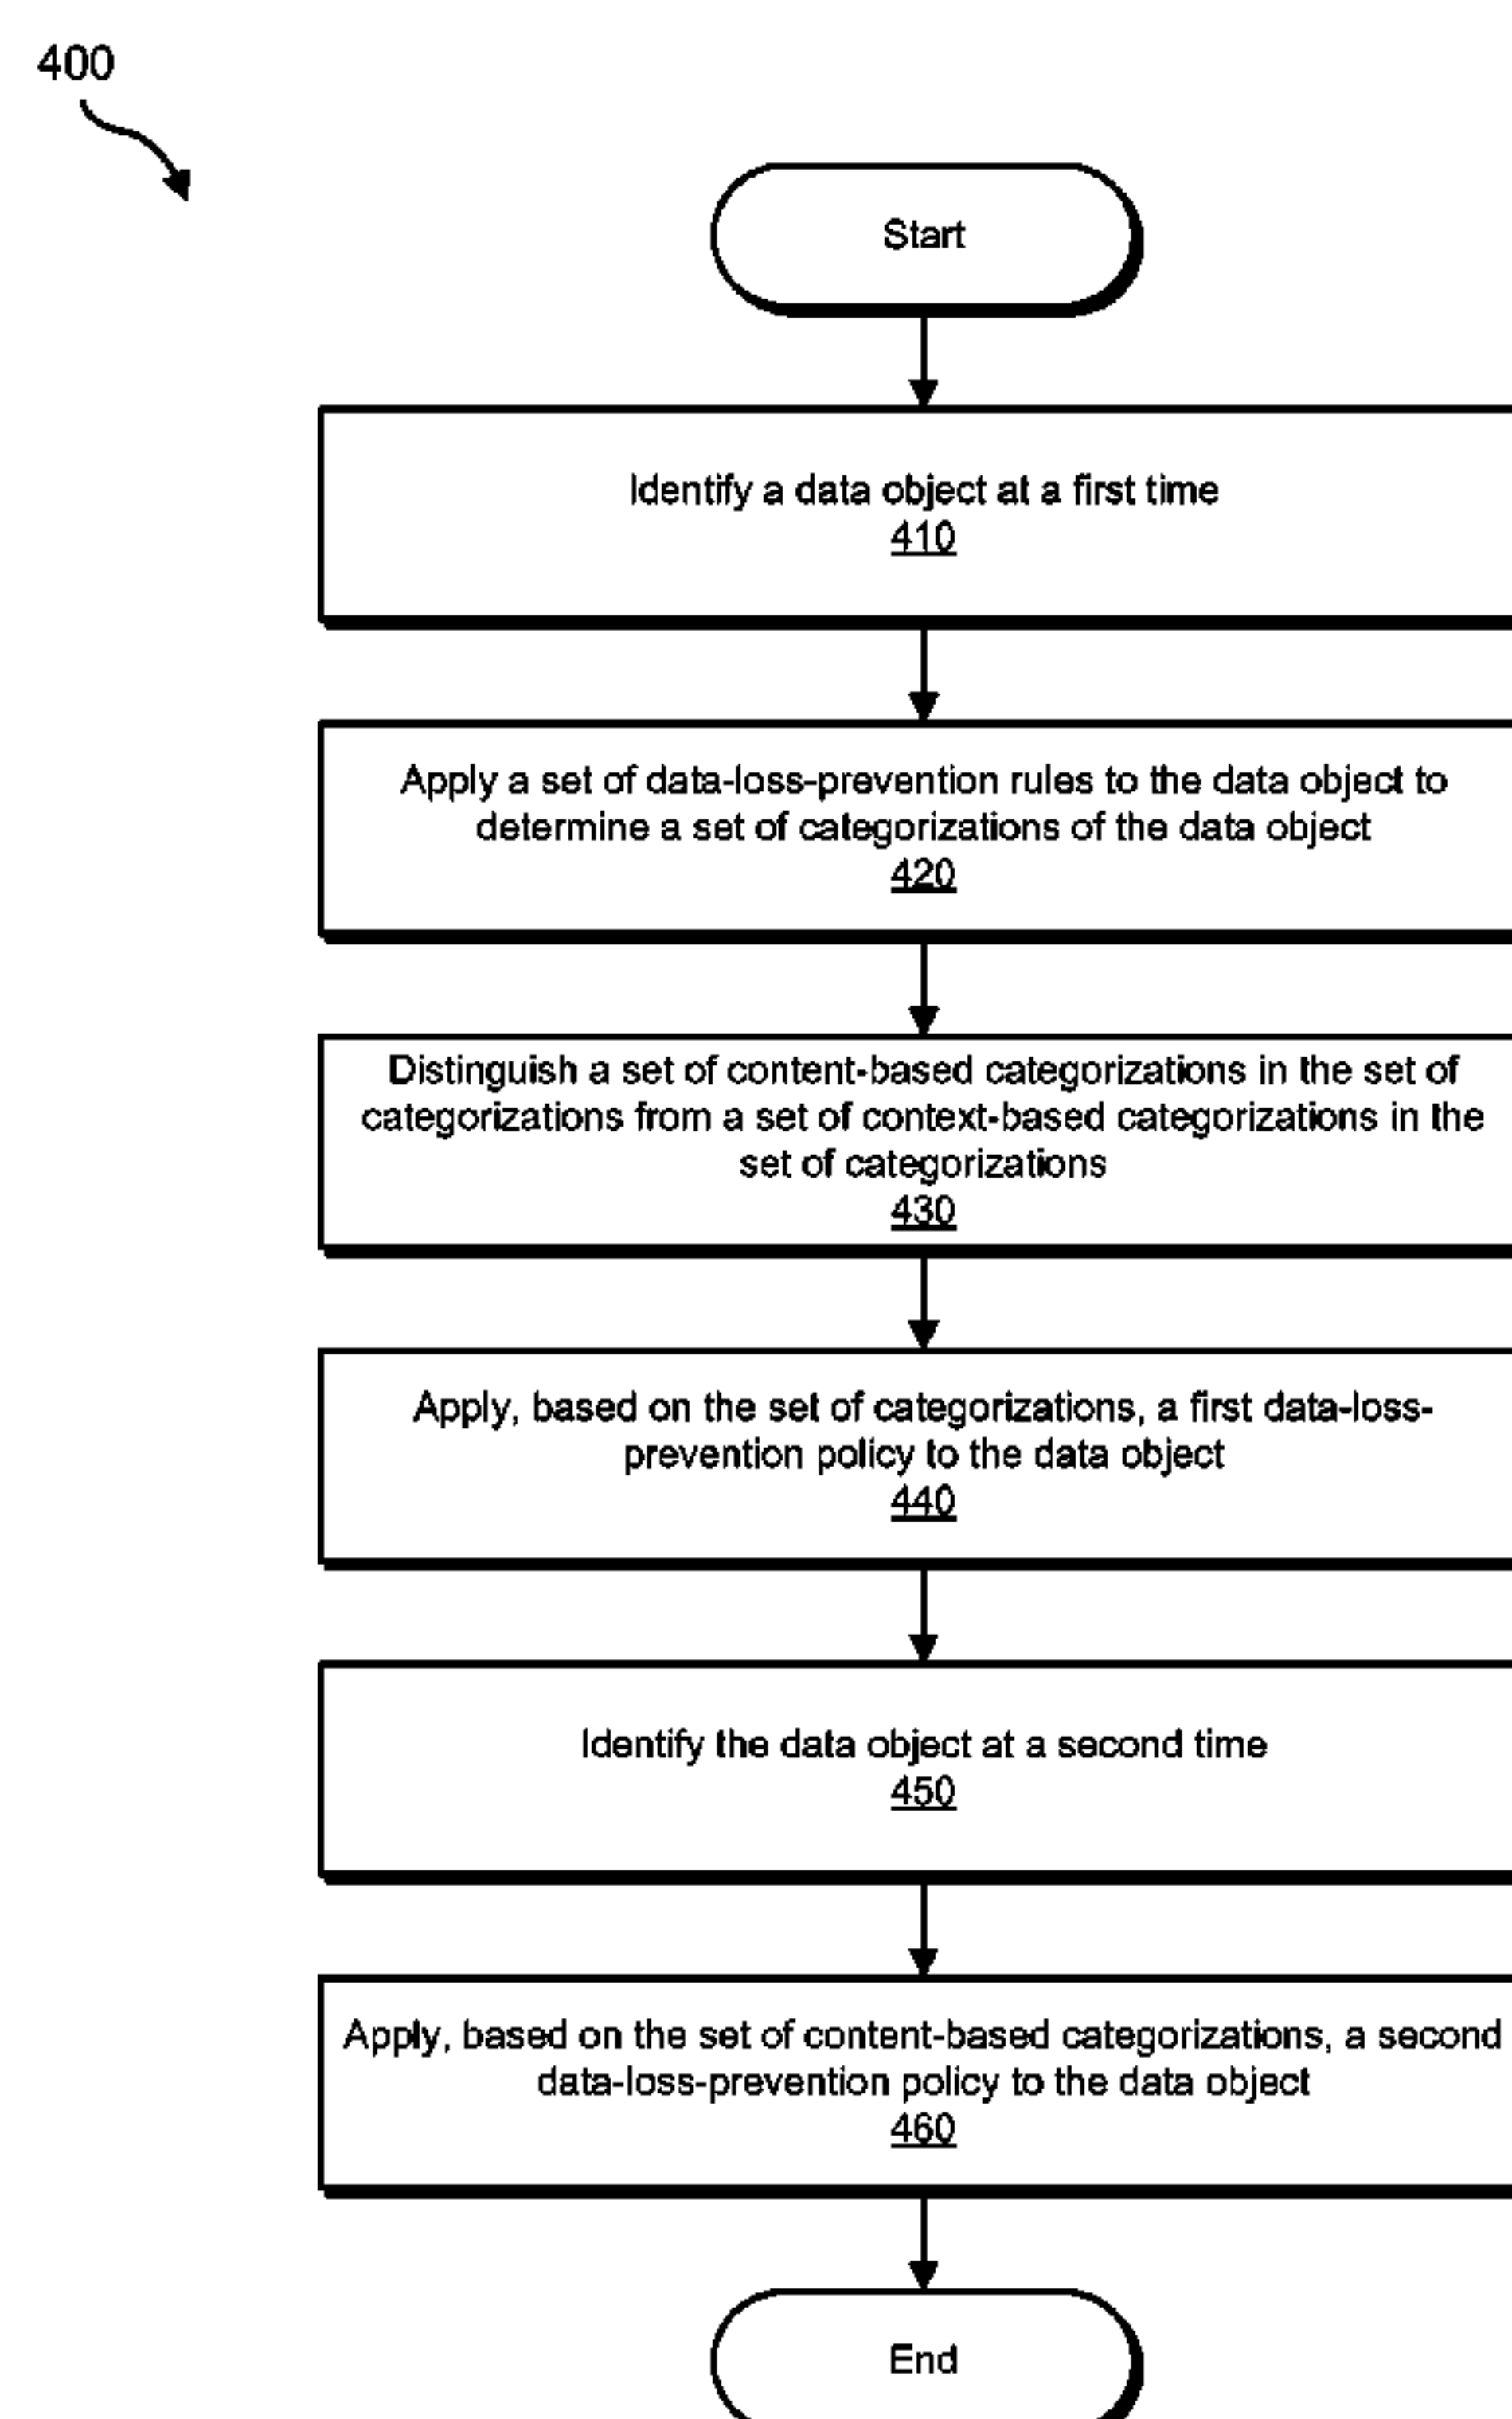 400
Start
Identify a data object at a first time
410
Apply a set of data-loss-prevention rules to the data object to
determine a set of categorizations of the data object
420
Distinguish a set of content-based categorizations in the set of
categorizations from a set of context-based categorizations in the
set of categorizations
430
Apply, based on the set of categorizations, a first data-loss-
prevention policy to the data object
440
Identify the data object at a second time
450
Apply, based on the set of content-based categorizations, a second
data-loss-prevention policy to the data object
460
End